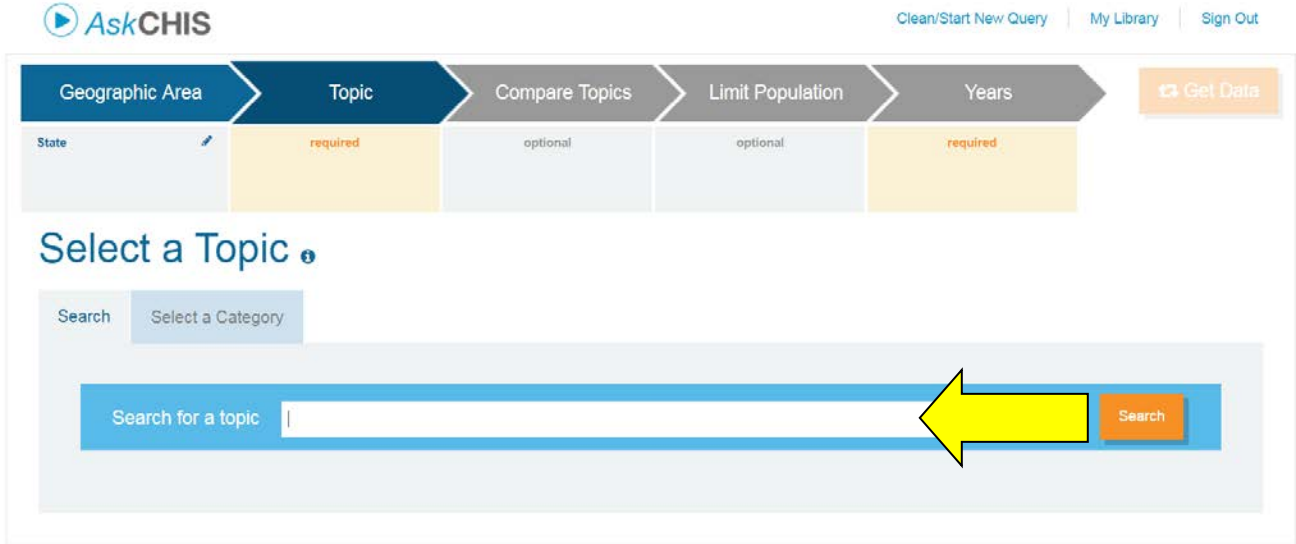 AskCHIS
Clean/Start New Query
My Library
Sign Out
Geographic Area
Topic
Compare Topics
Limit Population
Years
Get Data
State
required
optional
optional
required
Select a Topic
Search
Select a Category
Search for a topic
Search